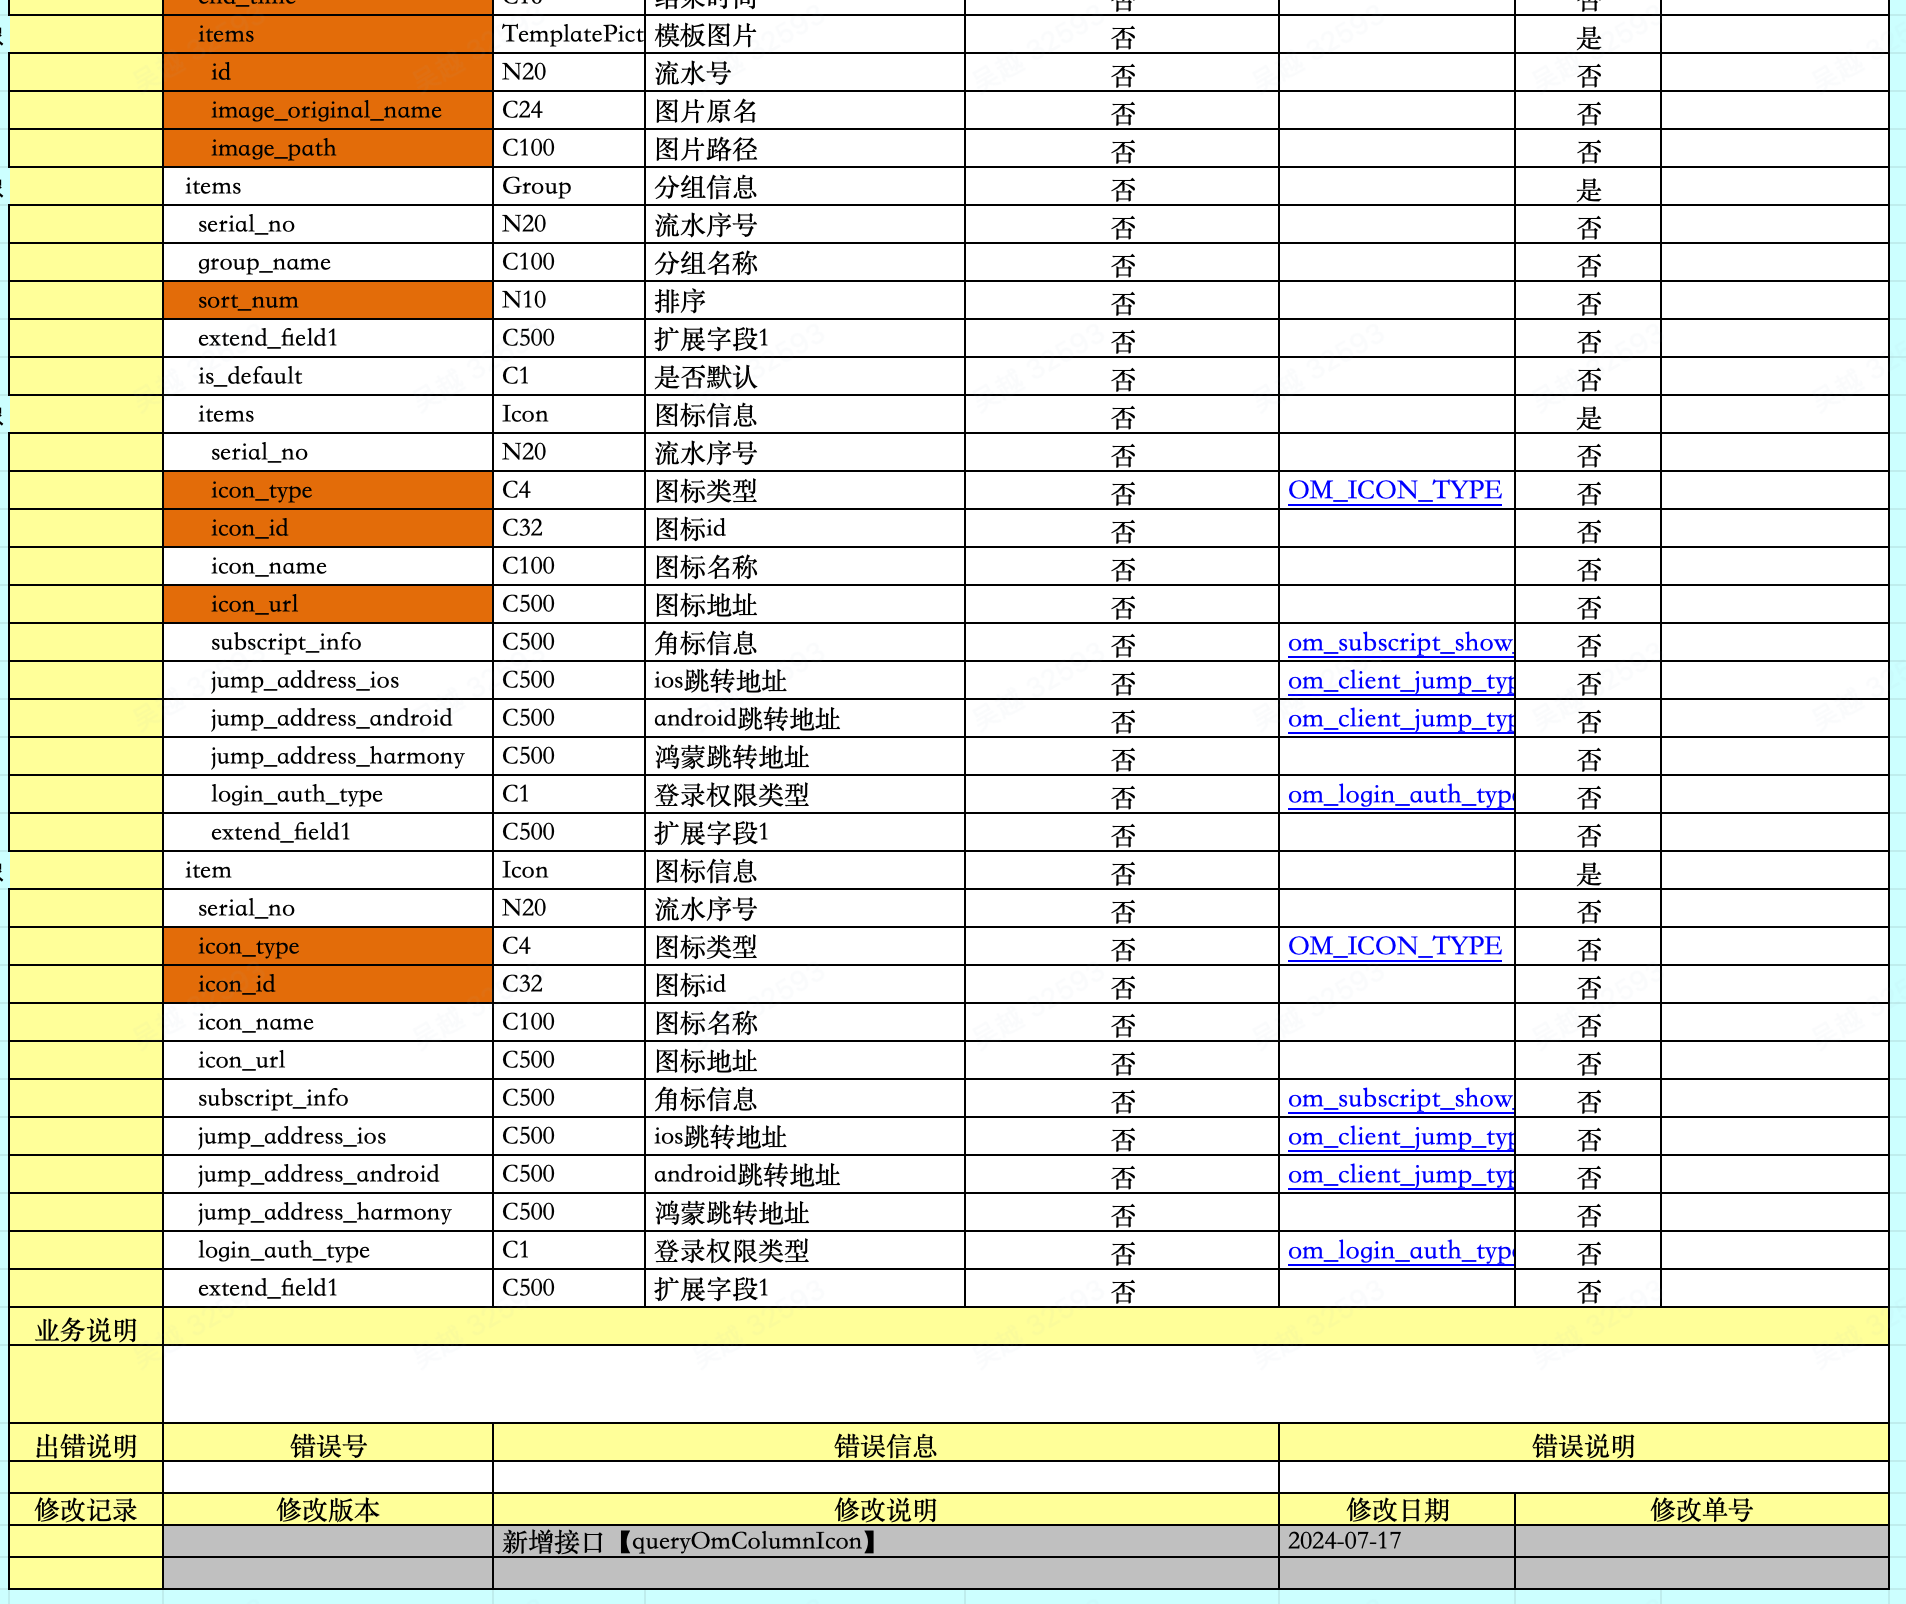 items TemplatePict 模板图片 否 是
id N20 流水号 否 否
image_original_name C24 图片原名 否 否
image_path C100 图片路径 否 否
items Group 分组信息 否 是
serial_no N20 流水序号 否 否
group_name C100 分组名称 否 否
sort_num N10 排序 否 否
extend_field1 C500 扩展字段1 否 否
is_default C1 是否默认 否 否
items Icon 图标信息 否 是
serial_no N20 流水序号 否 否
icon_type C4 图标类型 否 OM_ICON_TYPE 否
icon_id C32 图标id 否 否
icon_name C100 图标名称 否 否
icon_url C500 图标地址 否 否
subscript_info C500 角标信息 否 om_subscript_show_ 否
jump_address_ios C500 ios跳转地址 否 om_client_jump_typ 否
jump_address_android C500 android跳转地址 否 om_client_jump_typ 否
jump_address_harmony C500 鸿蒙跳转地址 否 否
login_auth_type C1 登录权限类型 否 om_login_auth_type 否
extend_field1 C500 扩展字段1 否 否
item Icon 图标信息 否 是
serial_no N20 流水序号 否 否
icon_type C4 图标类型 否 OM_ICON_TYPE 否
icon_id C32 图标id 否 否
icon_name C100 图标名称 否 否
icon_url C500 图标地址 否 否
subscript_info C500 角标信息 否 om_subscript_show_ 否
jump_address_ios C500 ios跳转地址 否 om_client_jump_typ 否
jump_address_android C500 android跳转地址 否 om_client_jump_typ 否
jump_address_harmony C500 鸿蒙跳转地址 否 否
login_auth_type C1 登录权限类型 否 om_login_auth_type 否
extend_field1 C500 扩展字段1 否 否
业务说明
出错说明 错误号 错误信息 错误说明
修改记录 修改版本 修改说明 修改日期 修改单号
新增接口【queryOmColumnIcon】 2024-07-17